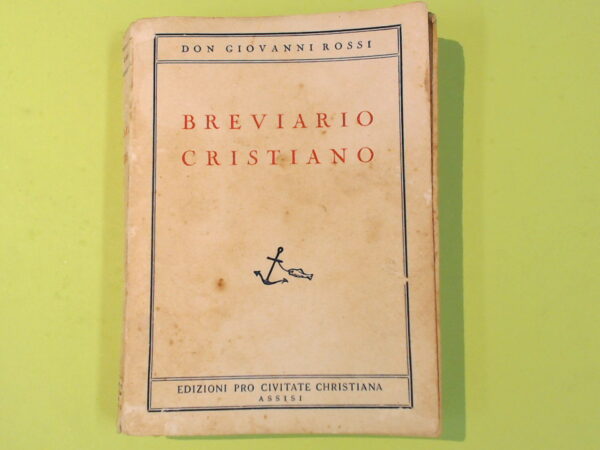 DON GIOVANNI ROSSI
BREVIARIO
CRISTIANO
EDIZIONI PRO CIVITATE CHRISTIANA
ASSISI